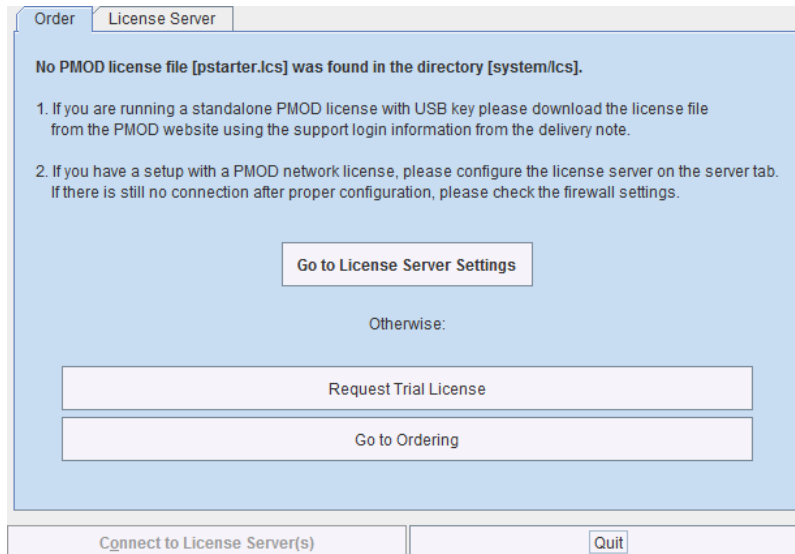 Order
License Server
No PMOD license file [pstarter.lcs] was found in the directory [system/lcs].
1. If you are running a standalone PMOD license with USB key please download the license file
from the PMOD website using the support login information from the delivery note.
2. If you have a setup with a PMOD network license, please configure the license server on the server tab.
If there is still no connection after proper configuration, please check the firewall settings.
Go to License Server Settings
Otherwise:
Request Trial License
Go to Ordering
Connect to License Server(s)
Quit